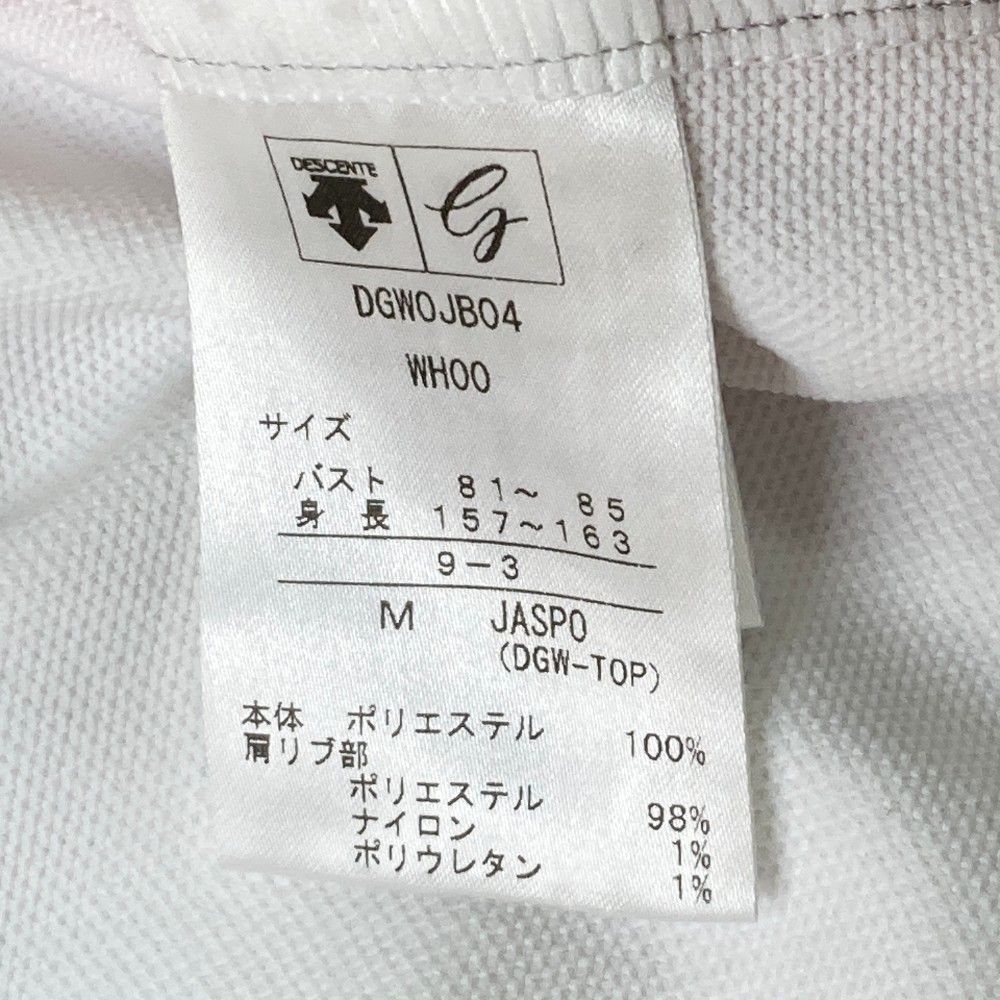 DESCENTE
G
DGWOJB04
WH00
サイズ
バスト 81～ 85
身 長 157～163
9-3
M JASPO
(DGW-TOP)
本体 ポリエステル 100%
肩リブ部
ポリエステル 98%
ナイロン 1%
ポリウレタン 1%